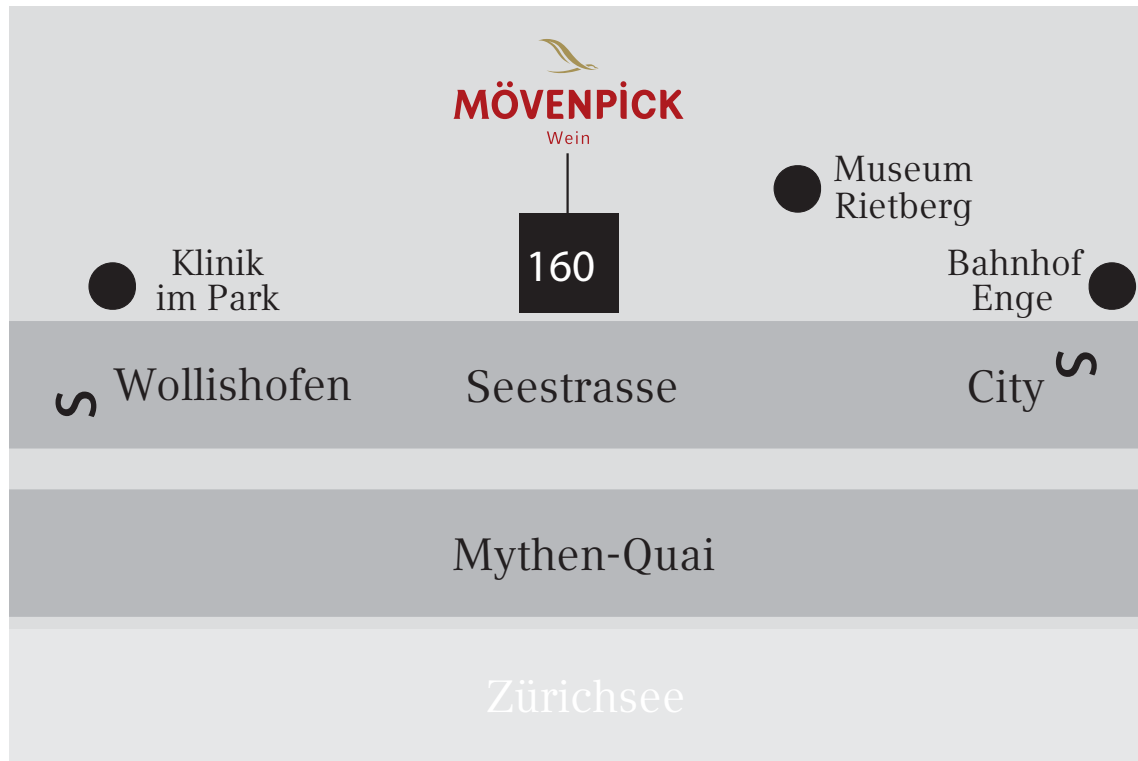 MÖVENPICK
Wein
Museum
Rietberg
160
Klinik
im Park
Bahnhof
Enge
Wollishofen
Seestrasse
City
Mythen-Quai
Zürichsee